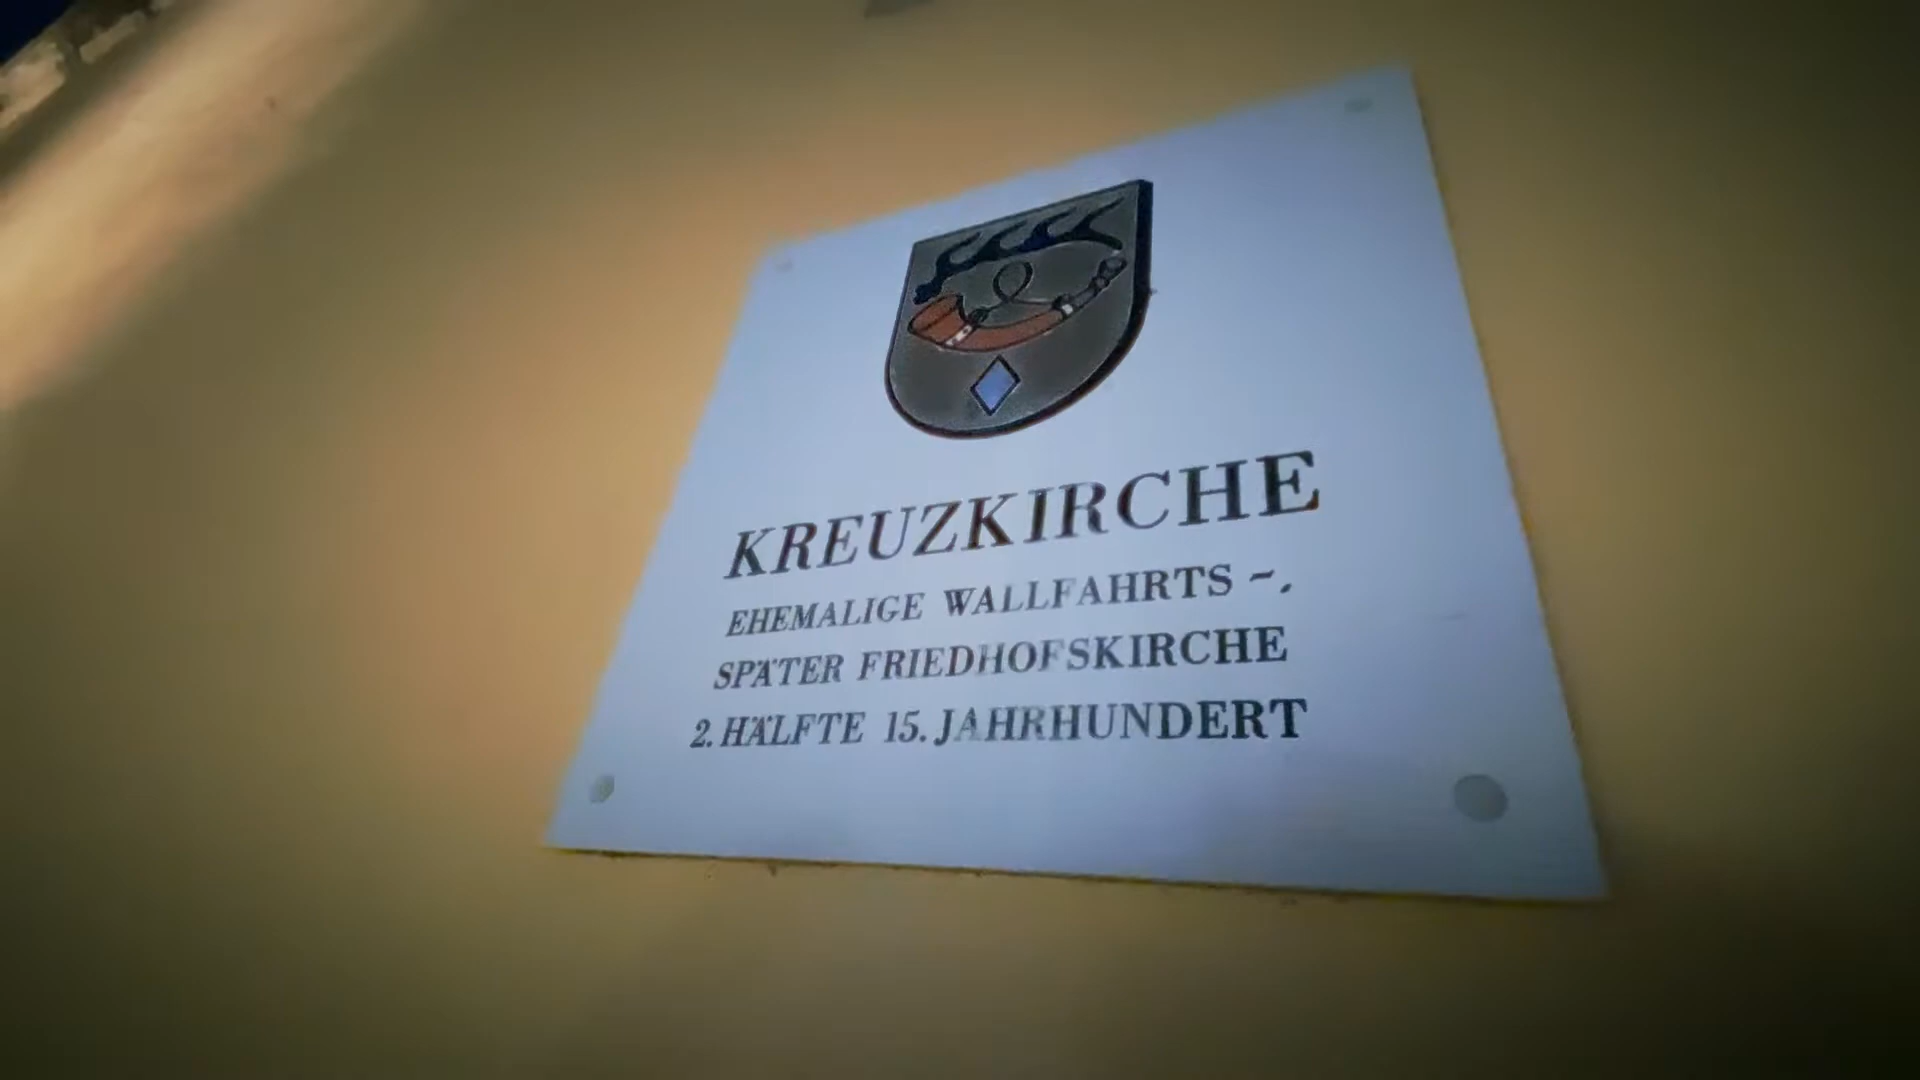 KREUZKIRCHE
EHEMALIGE WALLFAHRTS-,
SPÄTER FRIEDHOFSKIRCHE
2. HÄLFTE 15. JAHRHUNDERT